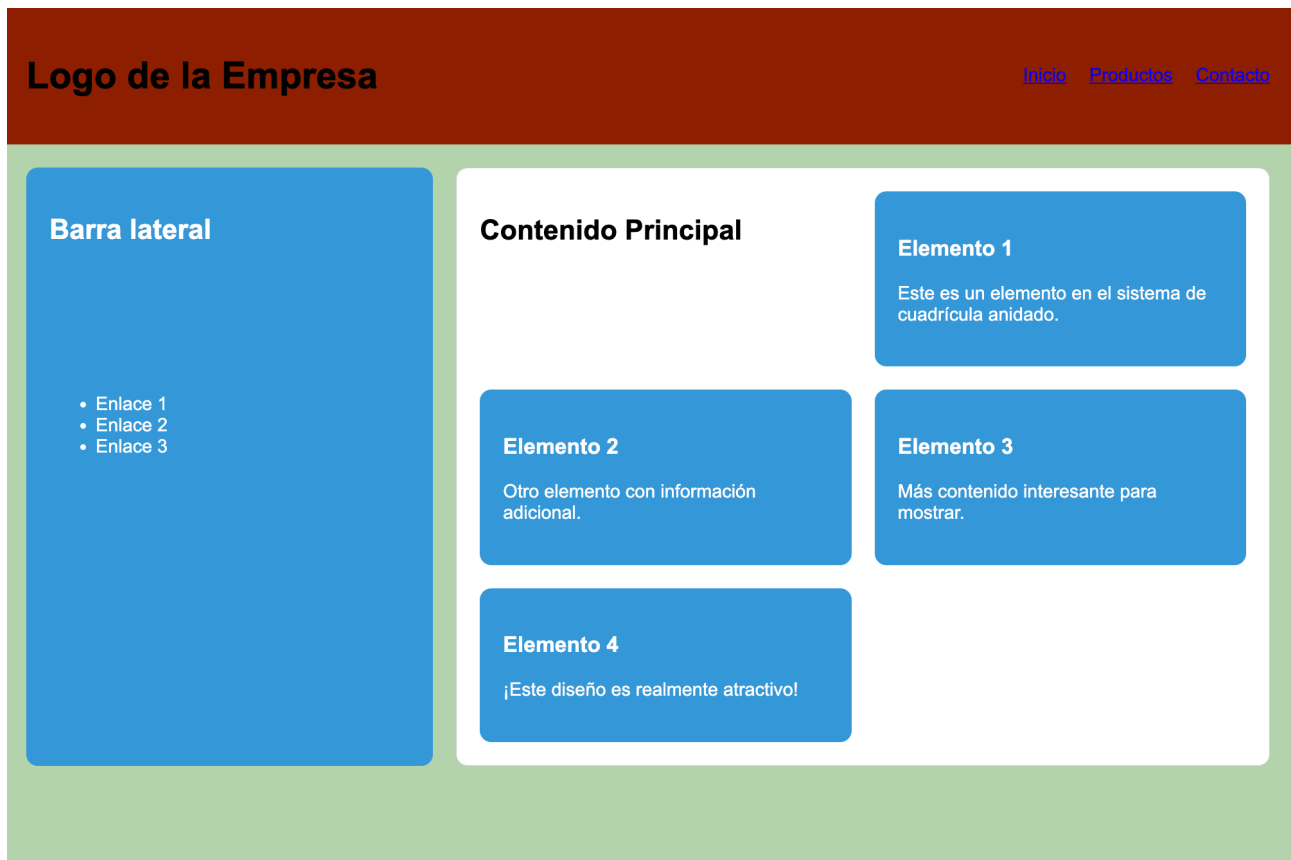 Logo de la Empresa
Inicio Productos Contacto
Barra lateral
Enlace 1
Enlace 2
Enlace 3
Contenido Principal
Elemento 1
Este es un elemento en el sistema de
cuadrícula anidado.
Elemento 2
Otro elemento con información
adicional.
Elemento 3
Más contenido interesante para
mostrar.
Elemento 4
¡Este diseño es realmente atractivo!